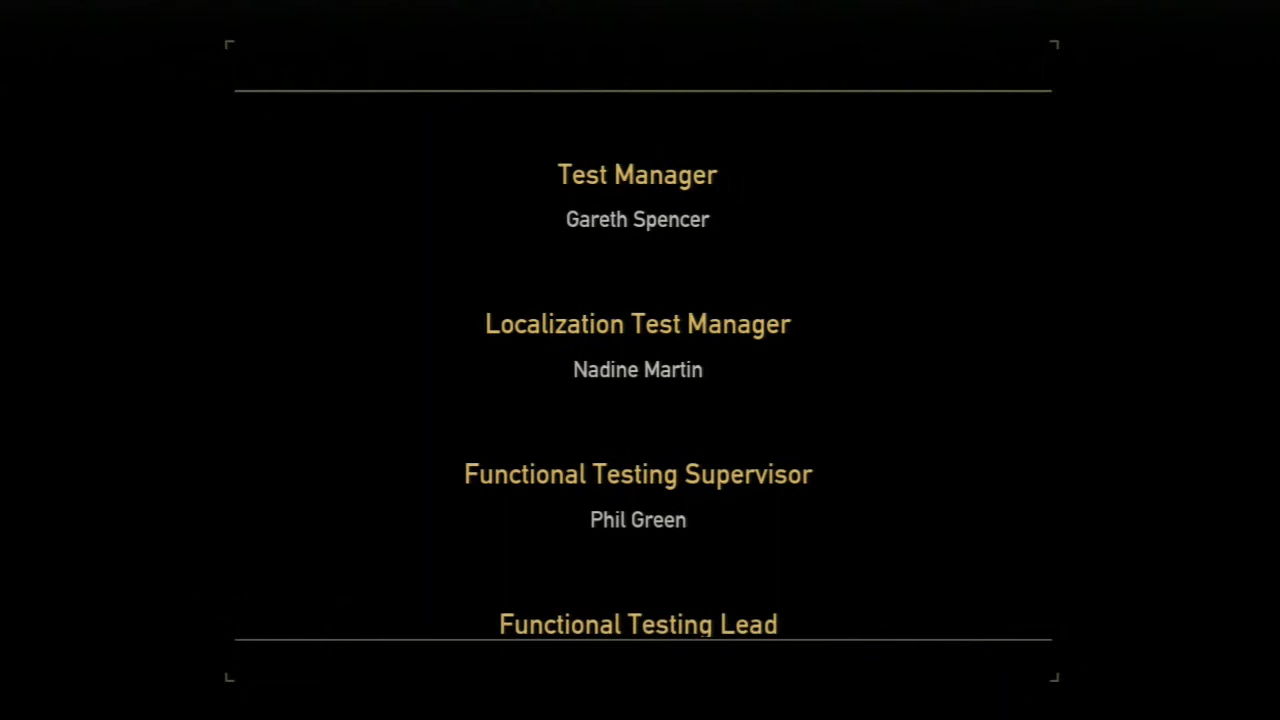 Test Manager
Gareth Spencer
Localization Test Manager
Nadine Martin
Functional Testing Supervisor
Phil Green
Functional Testing Lead